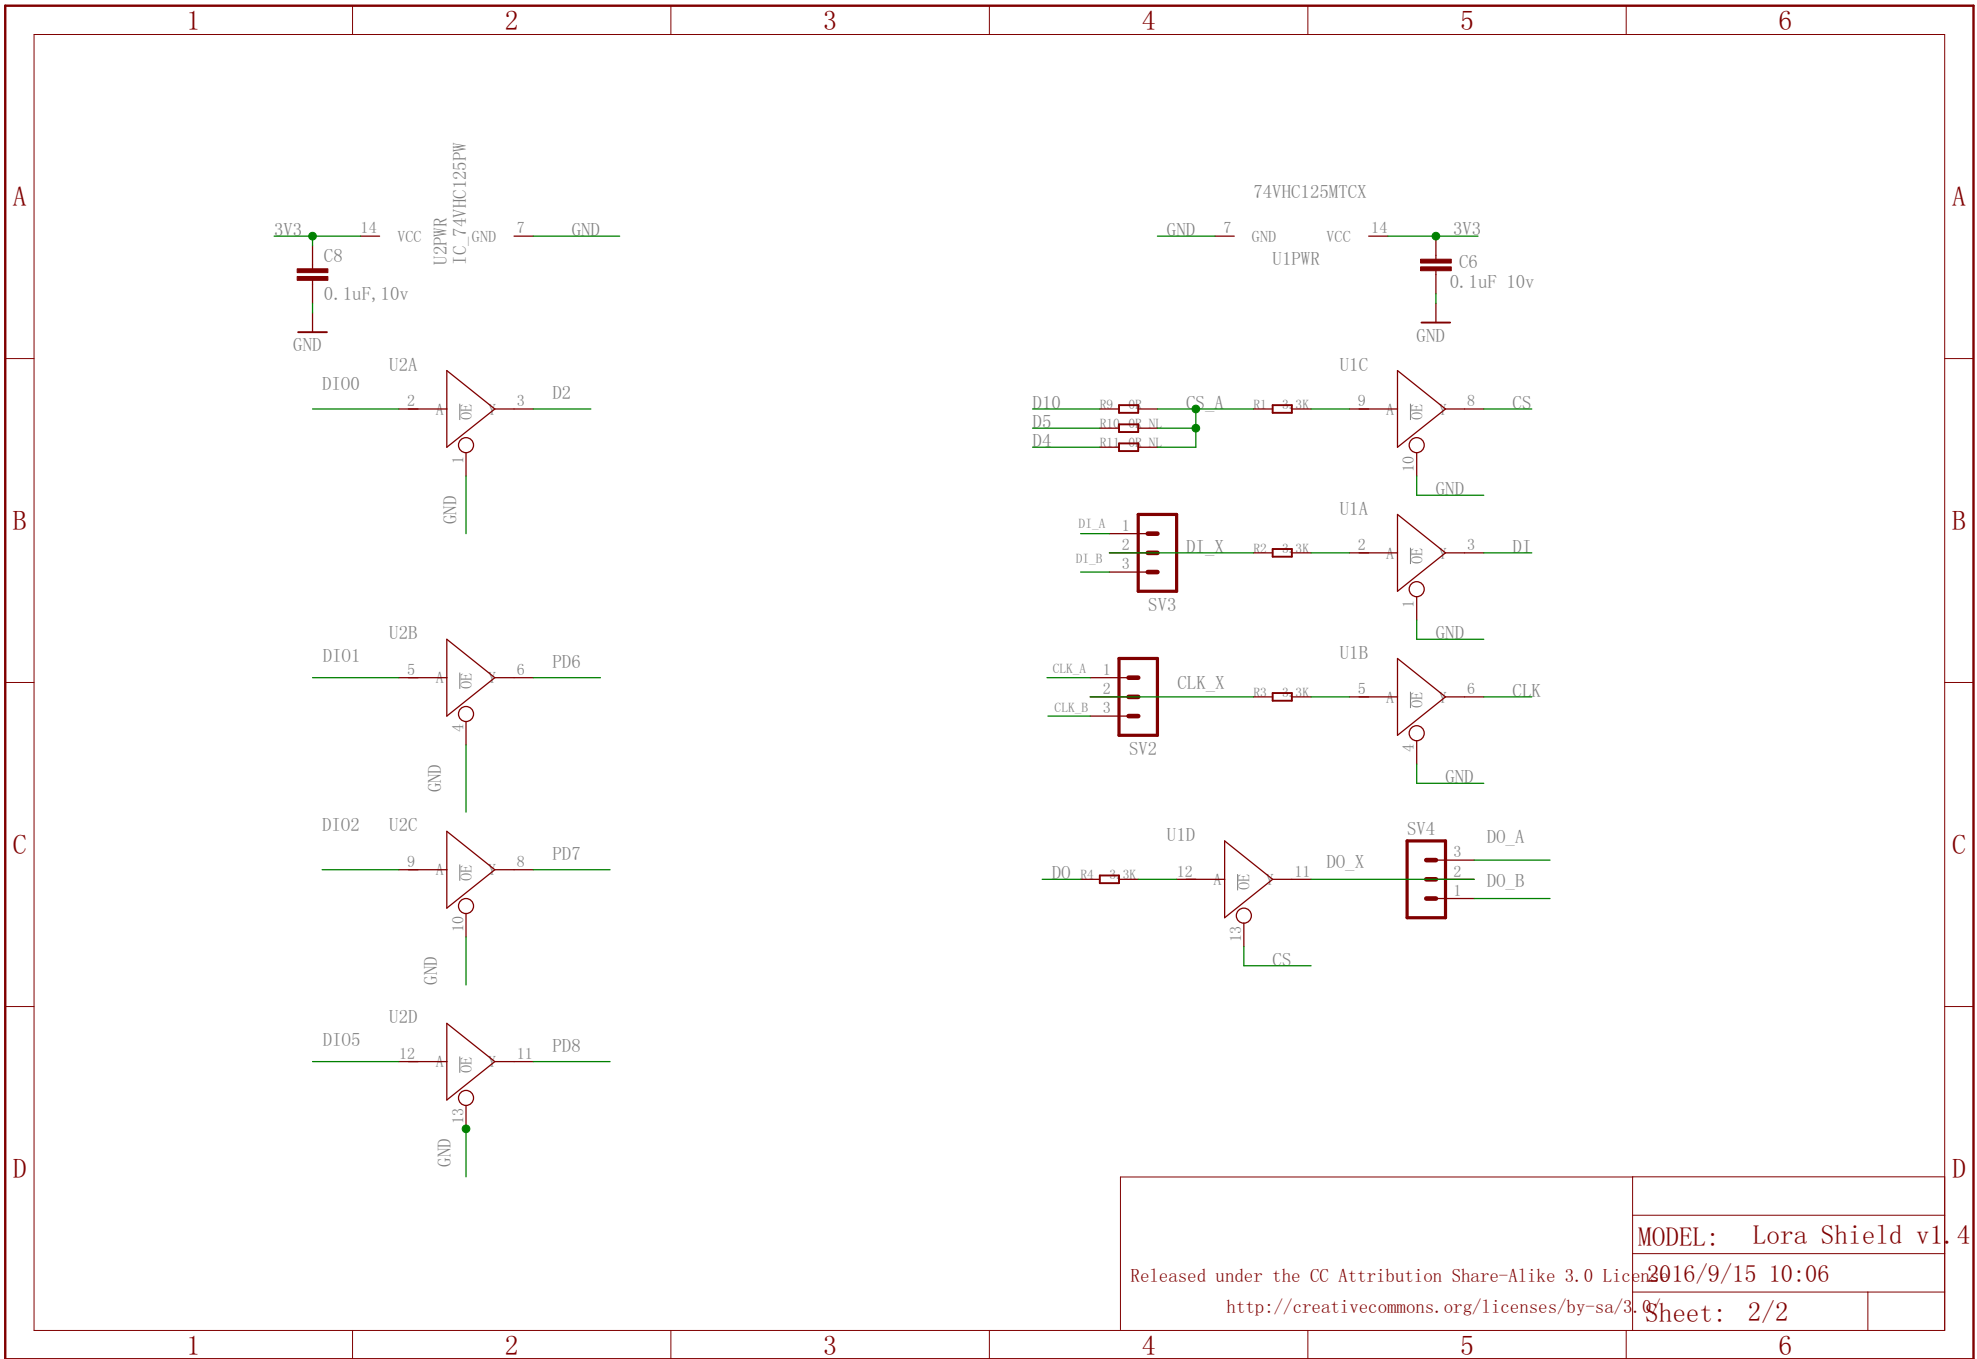 1 2 3 4 5 6
A A
B B
C C
D D
1 2 3 4 5 6
3V3
14
VCC
U2PWR
IC_74VHC125PW
GND
7
GND
C8
0.1uF,10v
GND
U2A
DIO0
2
A
OE
Y
3
D2
1
GND
U2B
DIO1
5
A
OE
Y
6
PD6
4
GND
DIO2
U2C
9
A
OE
Y
8
PD7
10
GND
U2D
DIO5
12
A
OE
Y
11
PD8
13
GND
74VHC125MTCX
GND
7
GND
VCC
14
3V3
U1PWR
C6
0.1uF 10v
GND
U1C
D10
R9 0R
CS_A
R1 3.3K
9
A
OE
Y
8
CS
D5
R10 0R NL
D4
R11 0R NL
10
GND
U1A
DI_A
1
2
DI_B
3
SV3
DI_X
R2 3.3K
2
A
OE
Y
3
DI
1
GND
U1B
CLK_A
1
2
CLK_B
3
SV2
CLK_X
R3 3.3K
5
A
OE
Y
6
CLK
4
GND
U1D
DO
R4 3.3K
12
A
OE
Y
11
DO_X
13
CS
SV4
3
DO_A
2
DO_B
1
MODEL: Lora Shield v1.4
Released under the CC Attribution Share-Alike 3.0 License
2016/9/15 10:06
http://creativecommons.org/licenses/by-sa/3.0/
Sheet: 2/2